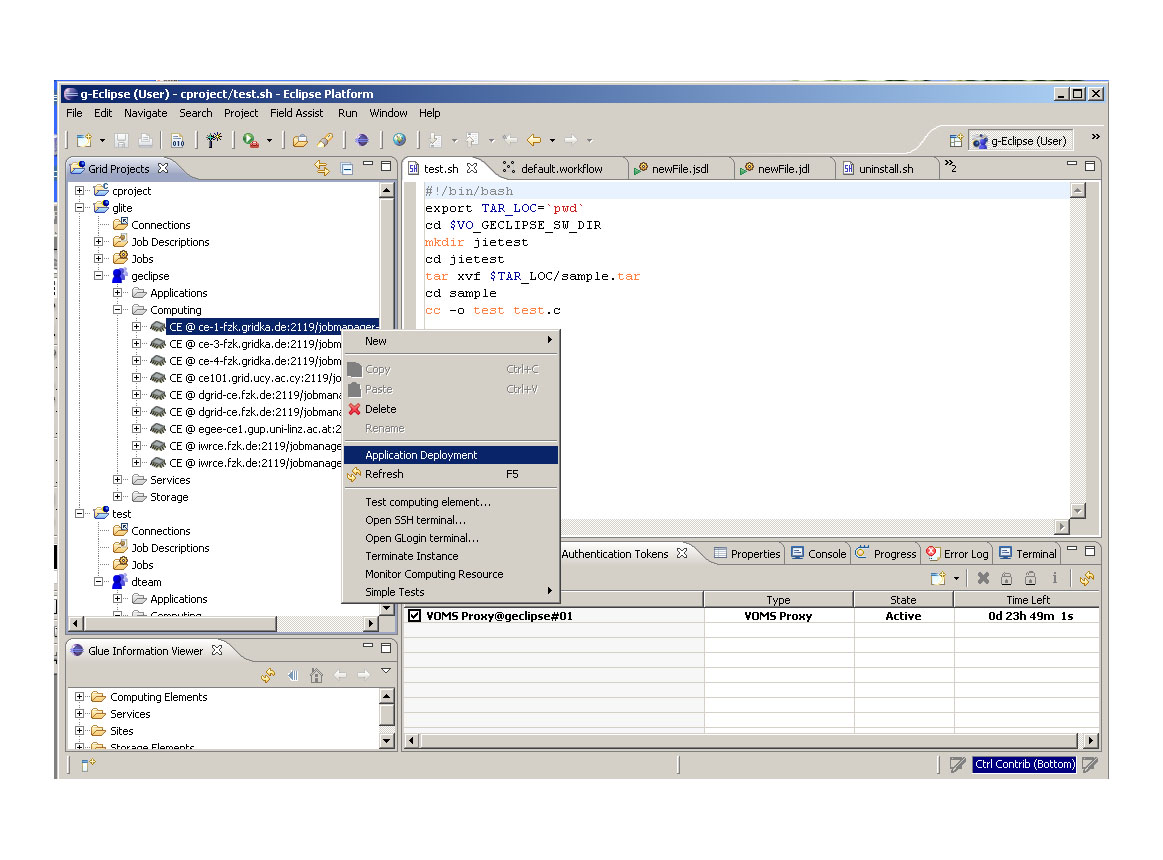 g-Eclipse (User) - cproject/test.sh - Eclipse Platform
File Edit Navigate Search Project Field Assist Run Window Help
g-Eclipse (User)
Grid Projects
cproject
glite
Connections
Job Descriptions
Jobs
geclipse
Applications
Computing
CE @ ce-1-fzk.gridka.de:2119/jobmanager-
CE @ ce-3-fzk.gridka.de:2119/jobm
CE @ ce-4-fzk.gridka.de:2119/jobm
CE @ ce101.grid.ucy.ac.cy:2119/jo
CE @ dgrid-ce.fzk.de:2119/jobmana
CE @ dgrid-ce.fzk.de:2119/jobmana
CE @ egee-ce1.gup.uni-linz.ac.at:2
CE @ iwrce.fzk.de:2119/jobmanage
CE @ iwrce.fzk.de:2119/jobmanage
Services
Storage
test
Connections
Job Descriptions
Jobs
dteam
Applications
Computing
test.sh default.workflow newFile.jsdl newFile.jdl uninstall.sh »2
#!/bin/bash
export TAR_LOC=`pwd`
cd $VO_GECLIPSE_SW_DIR
mkdir jietest
cd jietest
tar xvf $TAR_LOC/sample.tar
cd sample
cc -o test test.c
New
Copy Ctrl+C
Paste Ctrl+V
Delete
Rename
Application Deployment
Refresh F5
Test computing element...
Open SSH terminal...
Open GLogin terminal...
Terminate Instance
Monitor Computing Resource
Simple Tests
Authentication Tokens Properties Console Progress Error Log Terminal
Type State Time Left
VOMS Proxy@geclipse#01 VOMS Proxy Active 0d 23h 49m 1s
Glue Information Viewer
Computing Elements
Services
Sites
Storage Elements
Ctrl Contrib (Bottom)